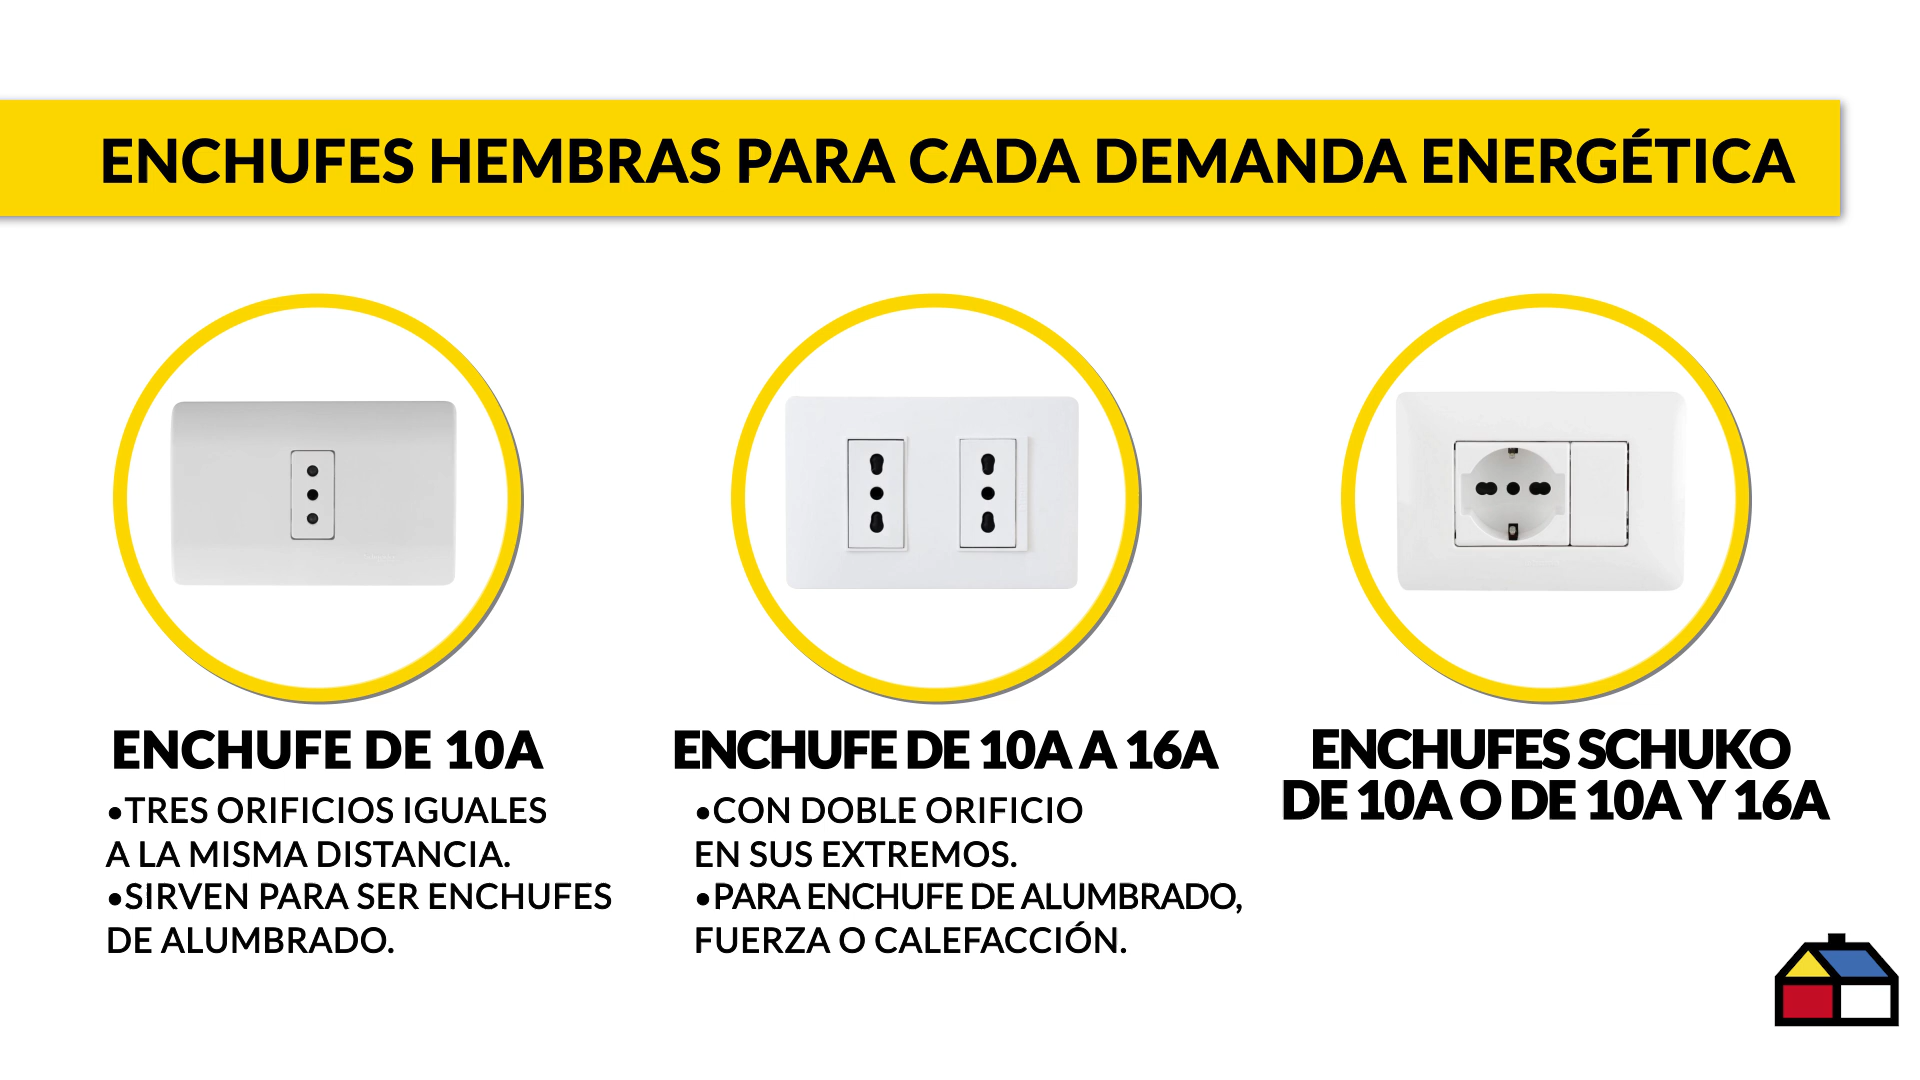 ENCHUFES HEMBRAS PARA CADA DEMANDA ENERGÉTICA
ENCHUFE DE 10A
•TRES ORIFICIOS IGUALES
A LA MISMA DISTANCIA.
•SIRVEN PARA SER ENCHUFES
DE ALUMBRADO.
ENCHUFE DE 10A A 16A
•CON DOBLE ORIFICIO
EN SUS EXTREMOS.
•PARA ENCHUFE DE ALUMBRADO,
FUERZA O CALEFACCIÓN.
ENCHUFES SCHUKO
DE 10A O DE 10A Y 16A